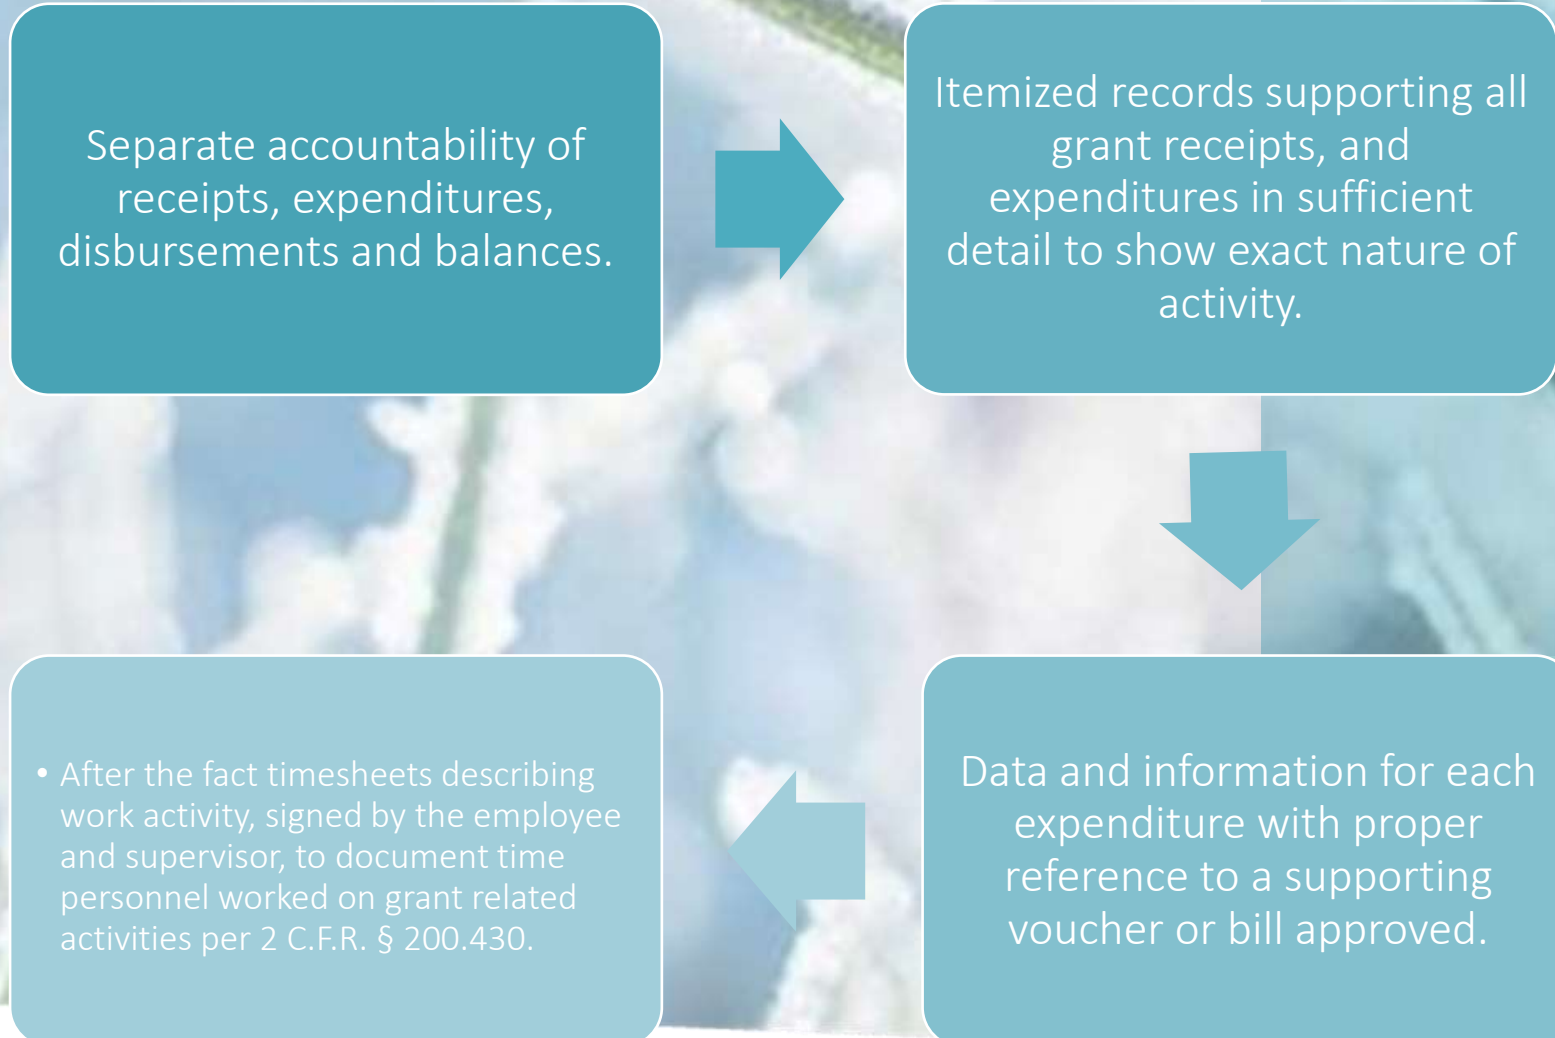 Separate accountability of
receipts, expenditures,
disbursements and balances.
Itemized records supporting all
grant receipts, and
expenditures in sufficient
detail to show exact nature of
activity.
Data and information for each
expenditure with proper
reference to a supporting
voucher or bill approved.
• After the fact timesheets describing
work activity, signed by the employee
and supervisor, to document time
personnel worked on grant related
activities per 2 C.F.R. § 200.430.